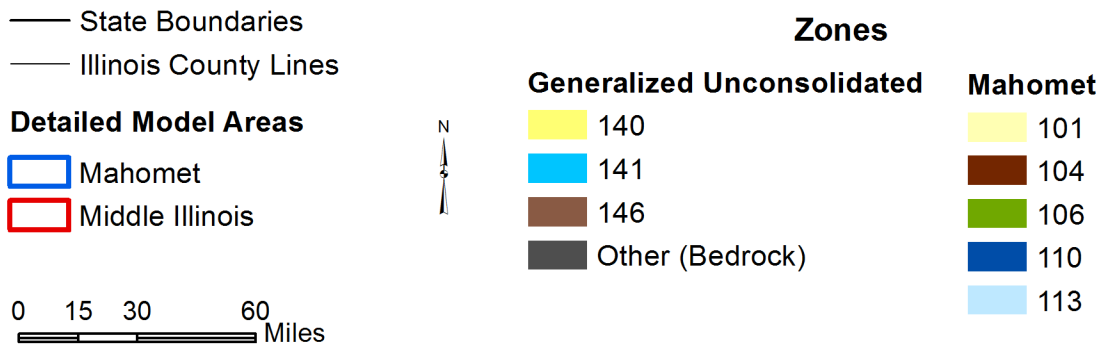 State Boundaries
Illinois County Lines
Detailed Model Areas
Mahomet
Middle Illinois
0 15 30 60
Miles
N
Zones
Generalized Unconsolidated
140
141
146
Other (Bedrock)
Mahomet
101
104
106
110
113